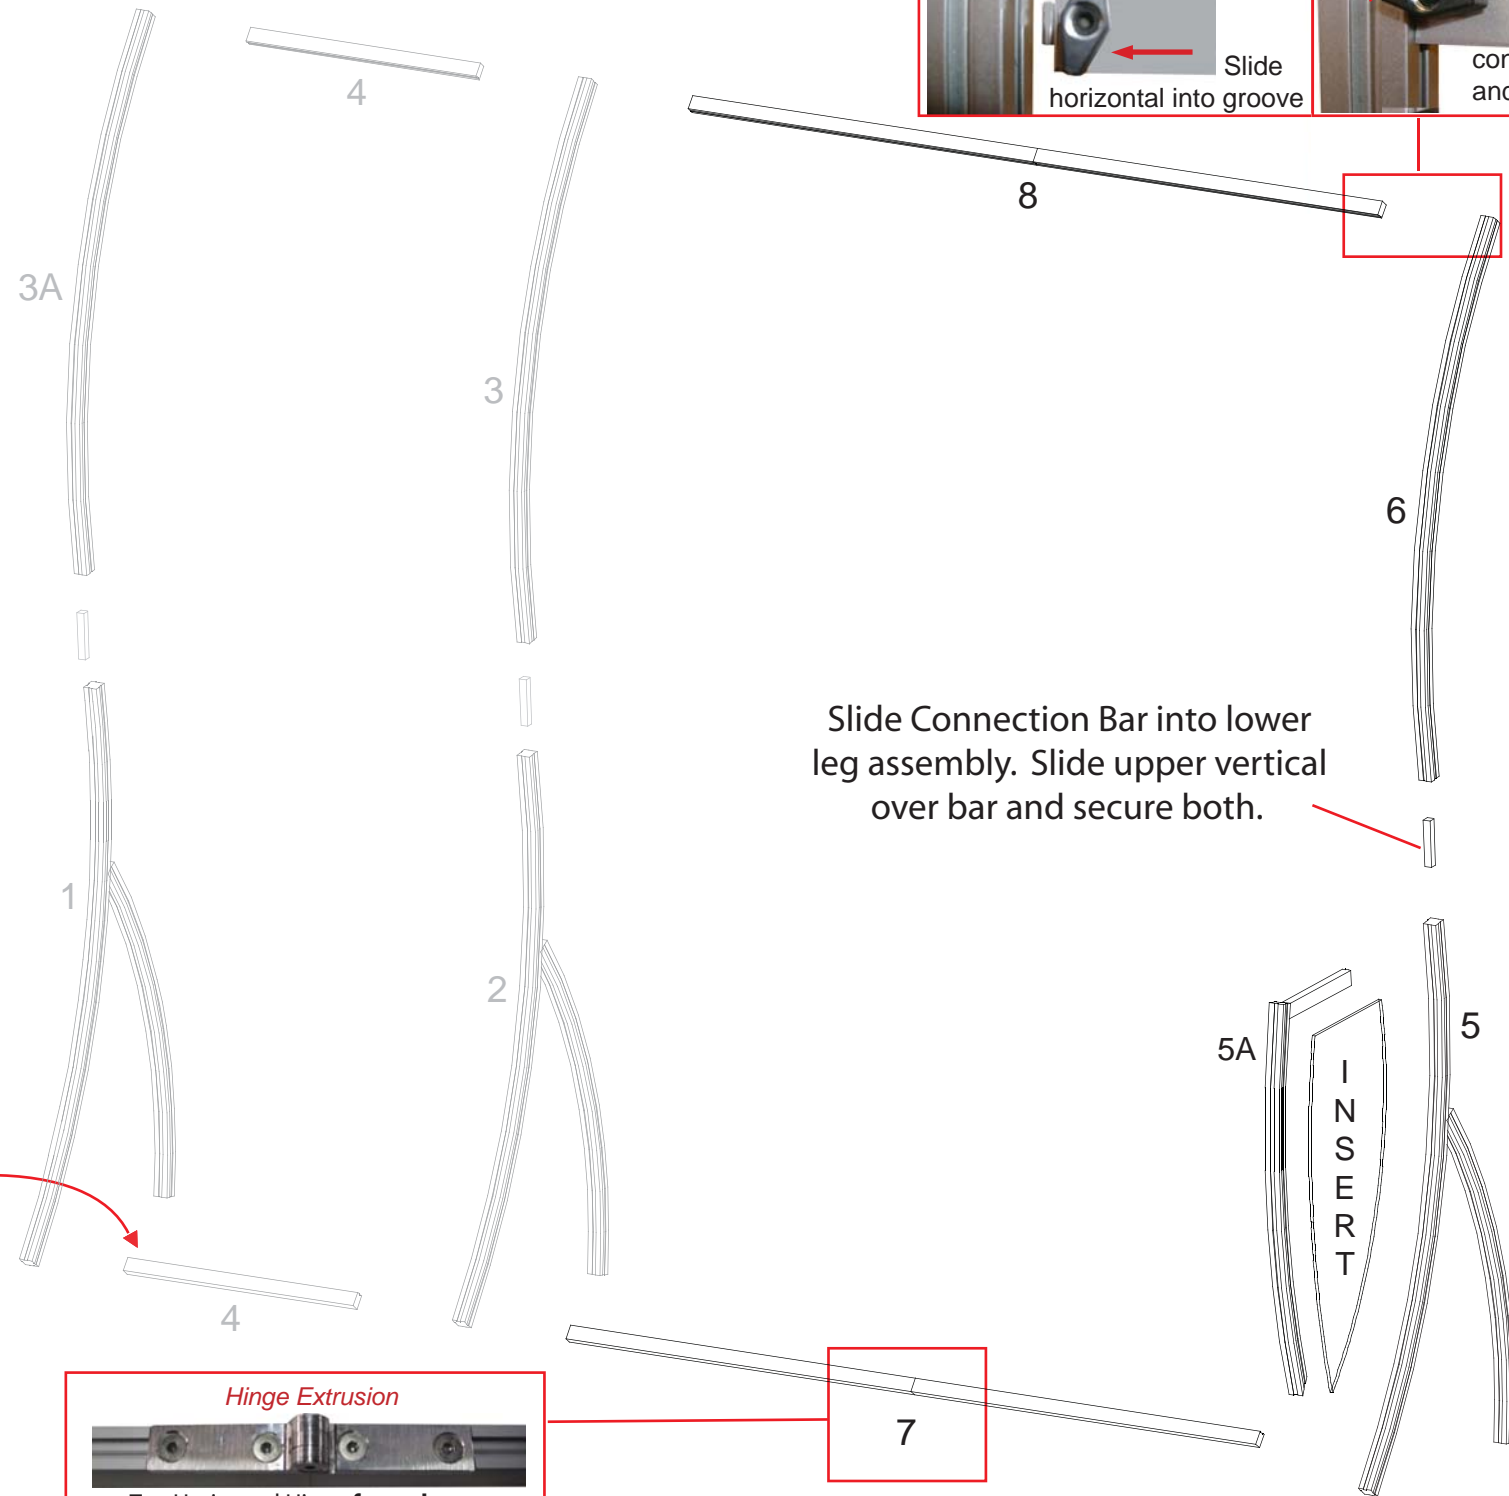 Slide
horizontal into groove
4
8
3A
3
6
Slide Connection Bar into lower
leg assembly. Slide upper vertical
over bar and secure both.
1
2
5A
5
I
N
S
E
R
T
4
Hinge Extrusion
7